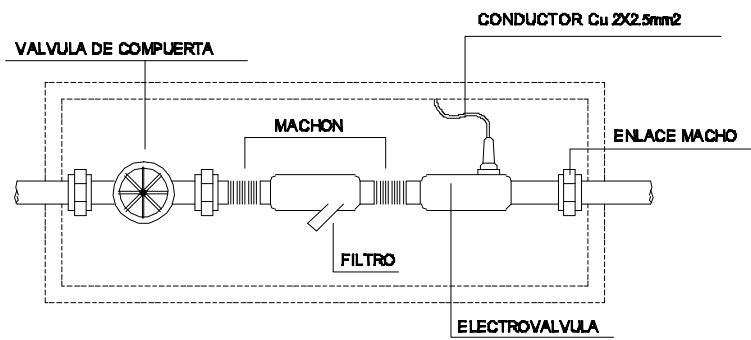 CONDUCTOR Cu 2X2.5mm2
VALVULA DE COMPUERTA
MACHON
ENLACE MACHO
FILTRO
ELECTROVALVULA